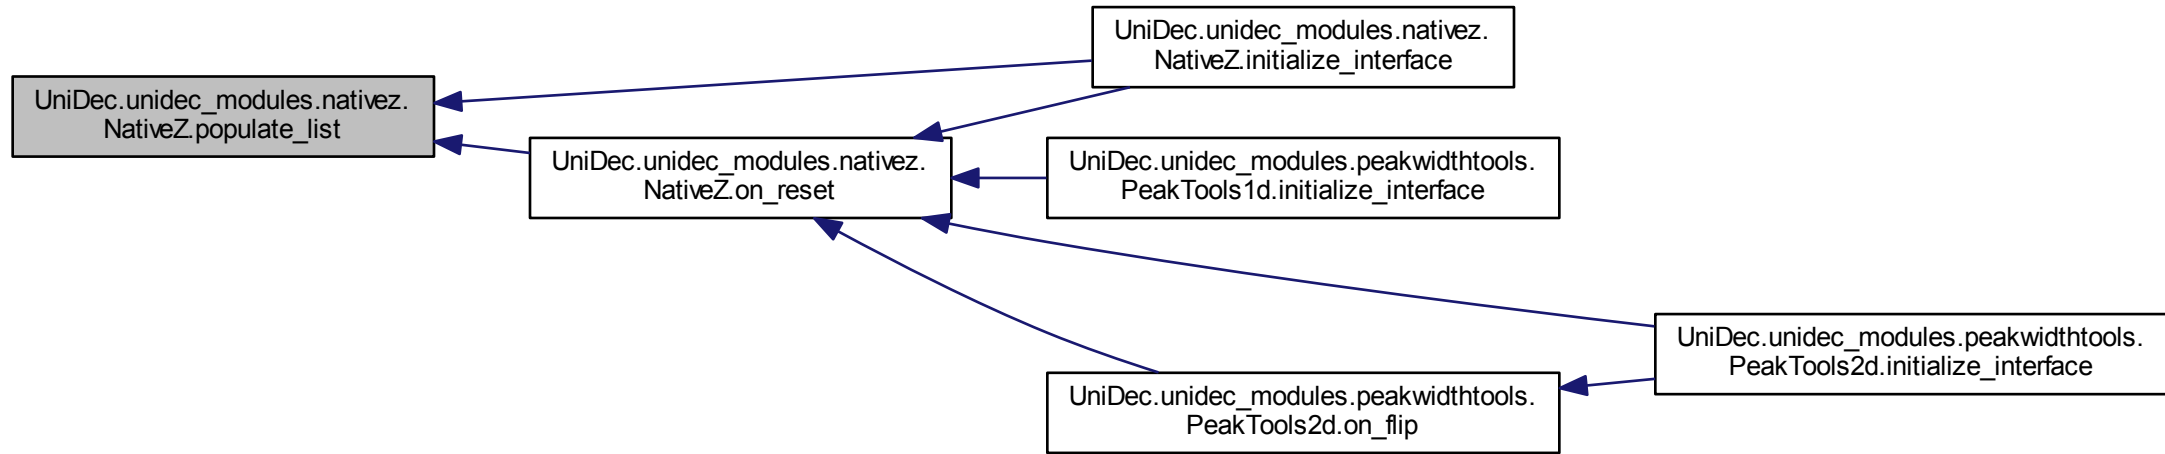 UniDec.unidec_modules.nativez.
NativeZ.populate_list
UniDec.unidec_modules.nativez.
NativeZ.initialize_interface
UniDec.unidec_modules.nativez.
NativeZ.on_reset
UniDec.unidec_modules.peakwidthtools.
PeakTools1d.initialize_interface
UniDec.unidec_modules.peakwidthtools.
PeakTools2d.initialize_interface
UniDec.unidec_modules.peakwidthtools.
PeakTools2d.on_flip